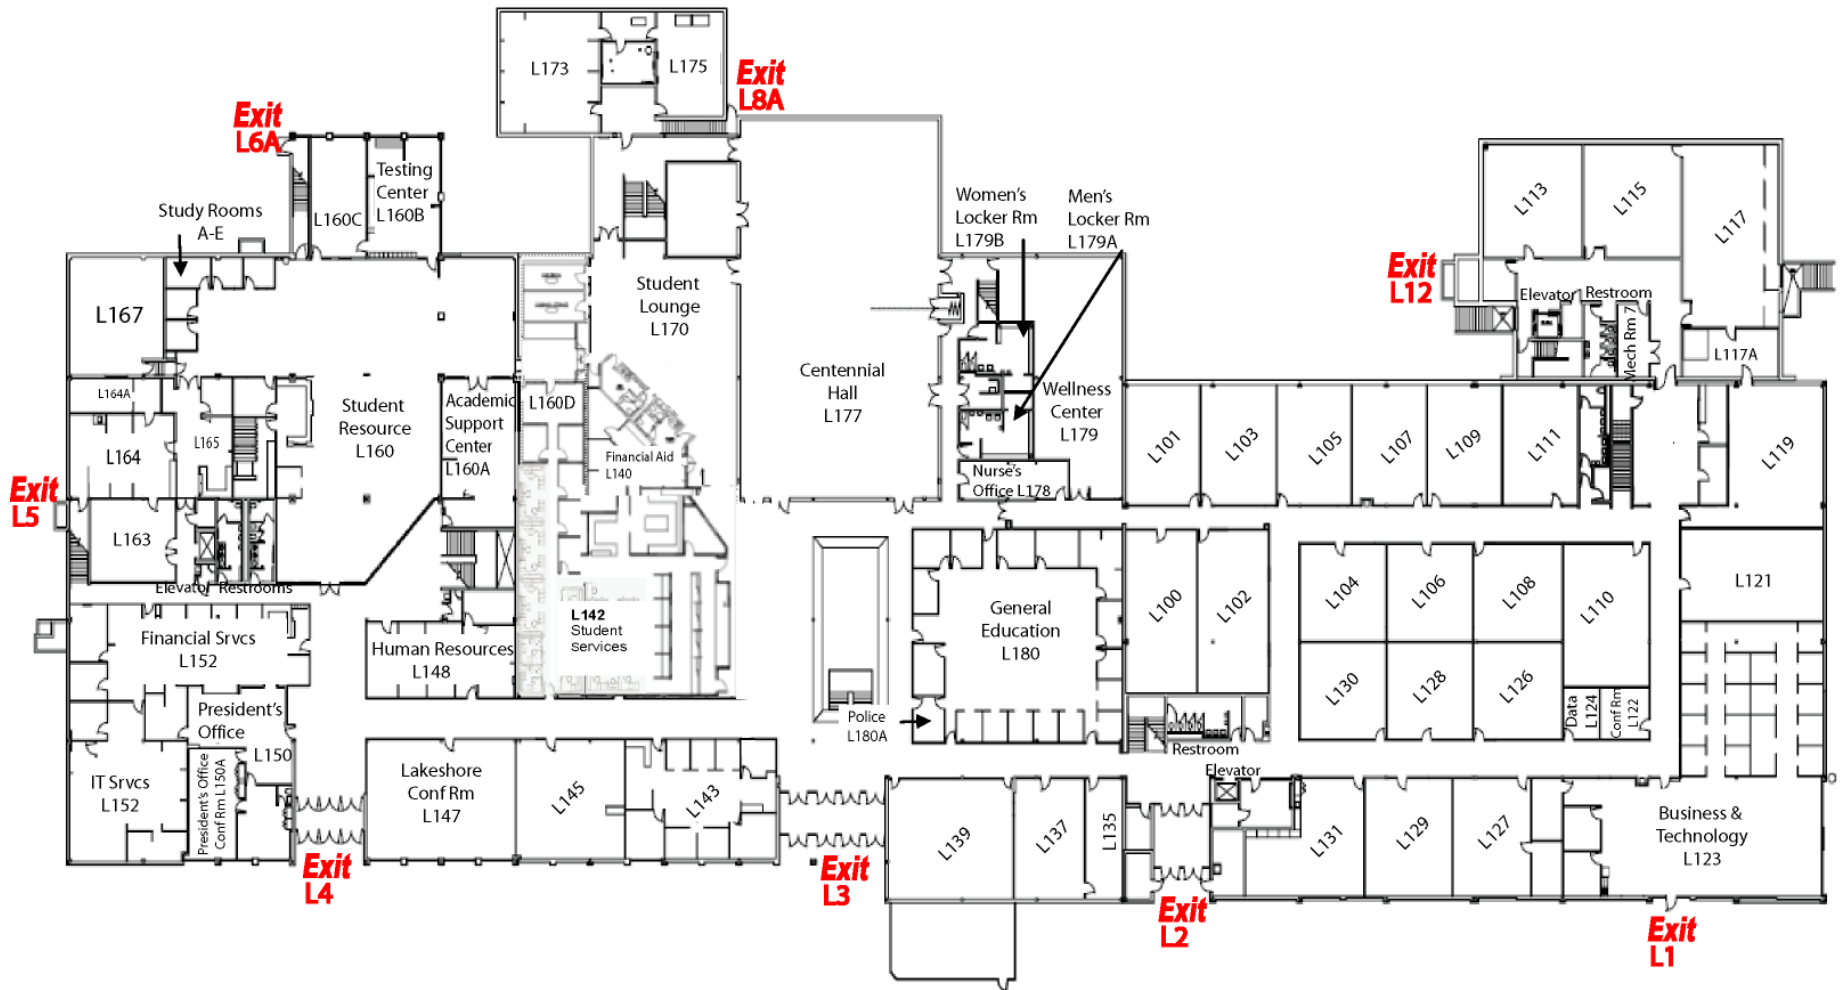 L173
L175
Exit
L8A
Exit
L6A
Testing
Center
L160B
L160C
Study Rooms
A-E
Women's
Locker Rm
L179B
Men's
Locker Rm
L179A
L113
L115
L117
Exit
L12
Elevator
Restroom
Mech Rm 7
L117A
L167
Student
Lounge
L170
Centennial
Hall
L177
Wellness
Center
L179
L164A
L164
L165
Student
Resource
L160
Academic
Support
Center
L160A
L160D
Financial Aid
L140
Nurse's
Office L178
L101
L103
L105
L107
L109
L111
L119
Exit
L5
L163
Elevator
Restrooms
L142
Student
Services
General
Education
L180
L100
L102
L104
L106
L108
L110
L121
Financial Srvcs
L152
Human Resources
L148
President's
Office
L150
Police
L180A
L130
L128
L126
Data
L124
Conf Rm
L122
Restroom
Elevator
IT Srvcs
L152
President's Office
Conf Rm L150A
Lakeshore
Conf Rm
L147
L145
L143
L139
L137
L135
L131
L129
L127
Business &
Technology
L123
Exit
L4
Exit
L3
Exit
L2
Exit
L1